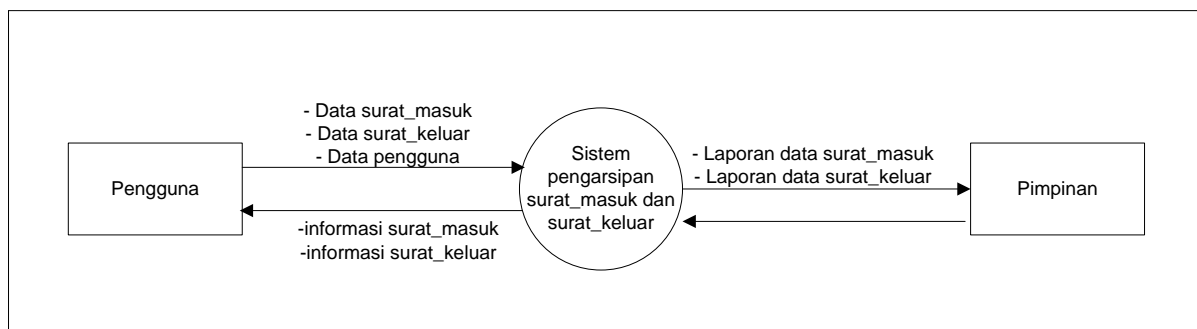 - Data surat_masuk
- Data surat_keluar
- Data pengguna
Pengguna
-informasi surat_masuk
-informasi surat_keluar
Sistem
pengarsipan
surat_masuk dan
surat_keluar
- Laporan data surat_masuk
- Laporan data surat_keluar
Pimpinan